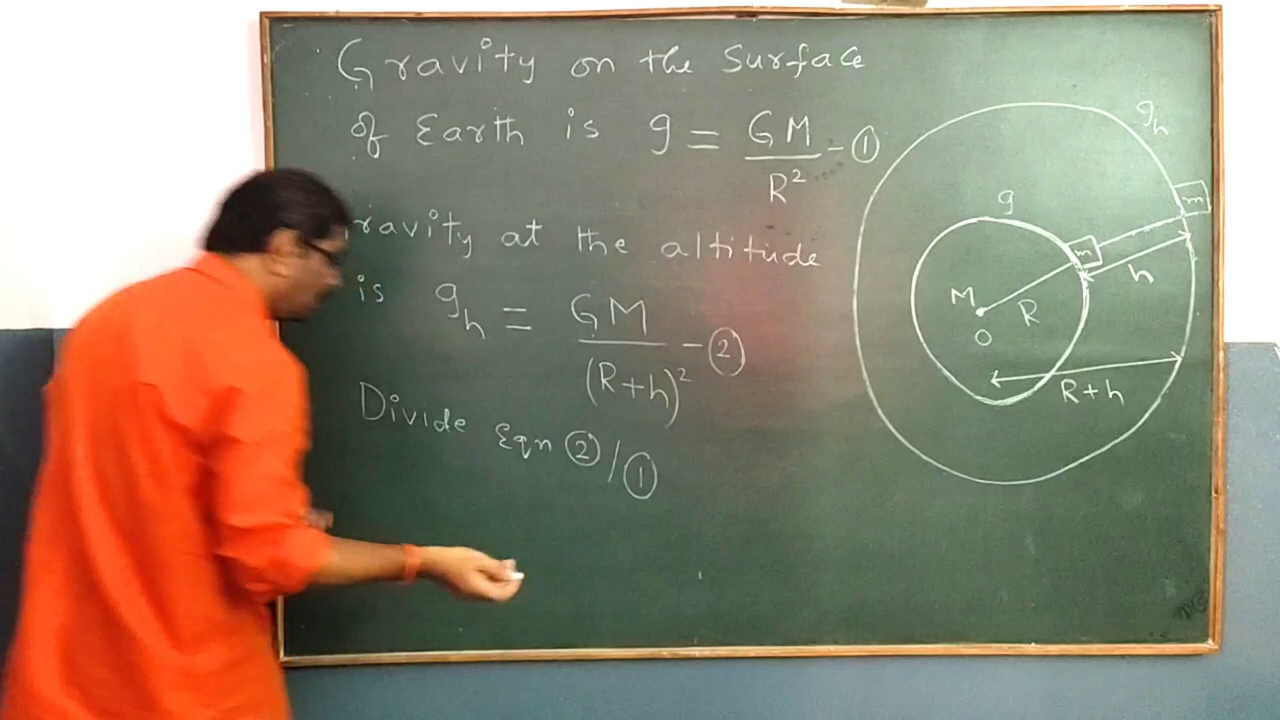 Gravity on the Surface
of Earth is g = GM/R² - ①
ravity at the altitude
is g_h = GM/(R+h)² - ②
Divide Eqn ②/①
g_h
m
g
m
h
M
R
O
R+h